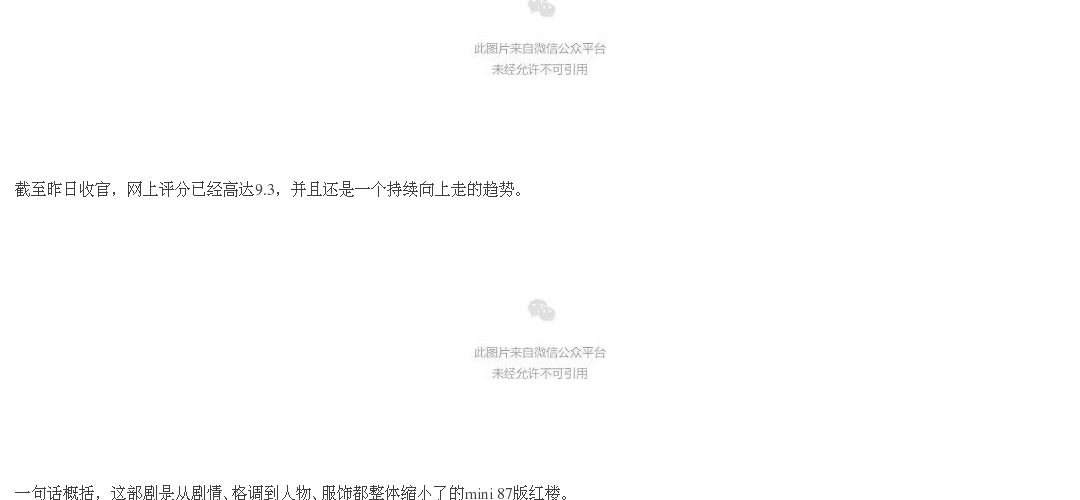 此图片来自微信公众平台
未经允许不可引用
截至昨日收官，网上评分已经高达9.3，并且还是一个持续向上走的趋势。
此图片来自微信公众平台
未经允许不可引用
一句话概括，这部剧是从剧情、格调到人物、服饰都整体缩小了的mini 87版红楼。